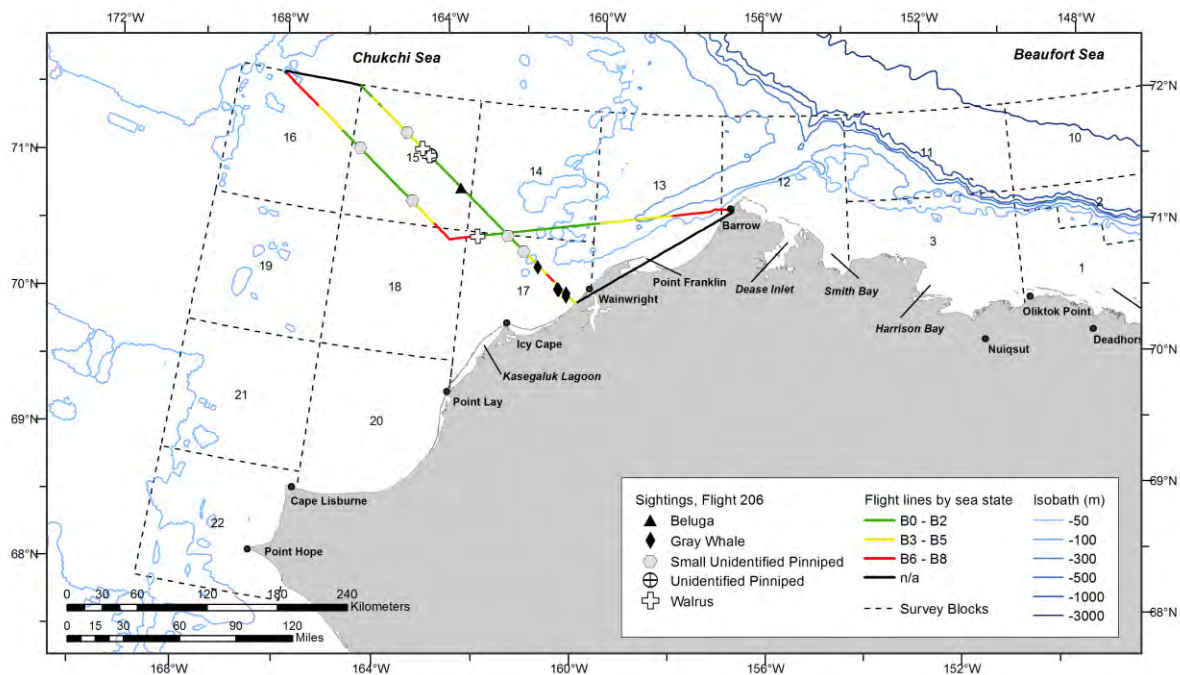 172°W 168°W 164°W 160°W 156°W 152°W 148°W
Chukchi Sea
Beaufort Sea
72°N
71°N
16
15
14
13
12
11
10
2
71°N
Barrow
3
1
19
18
17
70°N
Point Franklin
Dease Inlet
Smith Bay
Wainwright
Harrison Bay
Oliktok Point
Deadhors
Nuiqsut
Icy Cape
Kasegaluk Lagoon
70°N
21
20
Point Lay
69°N
69°N
Cape Lisburne
22
Point Hope
68°N
68°N
0 30 60 120 180 240
Kilometers
0 15 30 60 90 120
Miles
Sightings, Flight 206
Beluga
Gray Whale
Small Unidentified Pinniped
Unidentified Pinniped
Walrus
Flight lines by sea state
B0 - B2
B3 - B5
B6 - B8
n/a
Survey Blocks
Isobath (m)
-50
-100
-300
-500
-1000
-3000
168°W 164°W 160°W 156°W 152°W